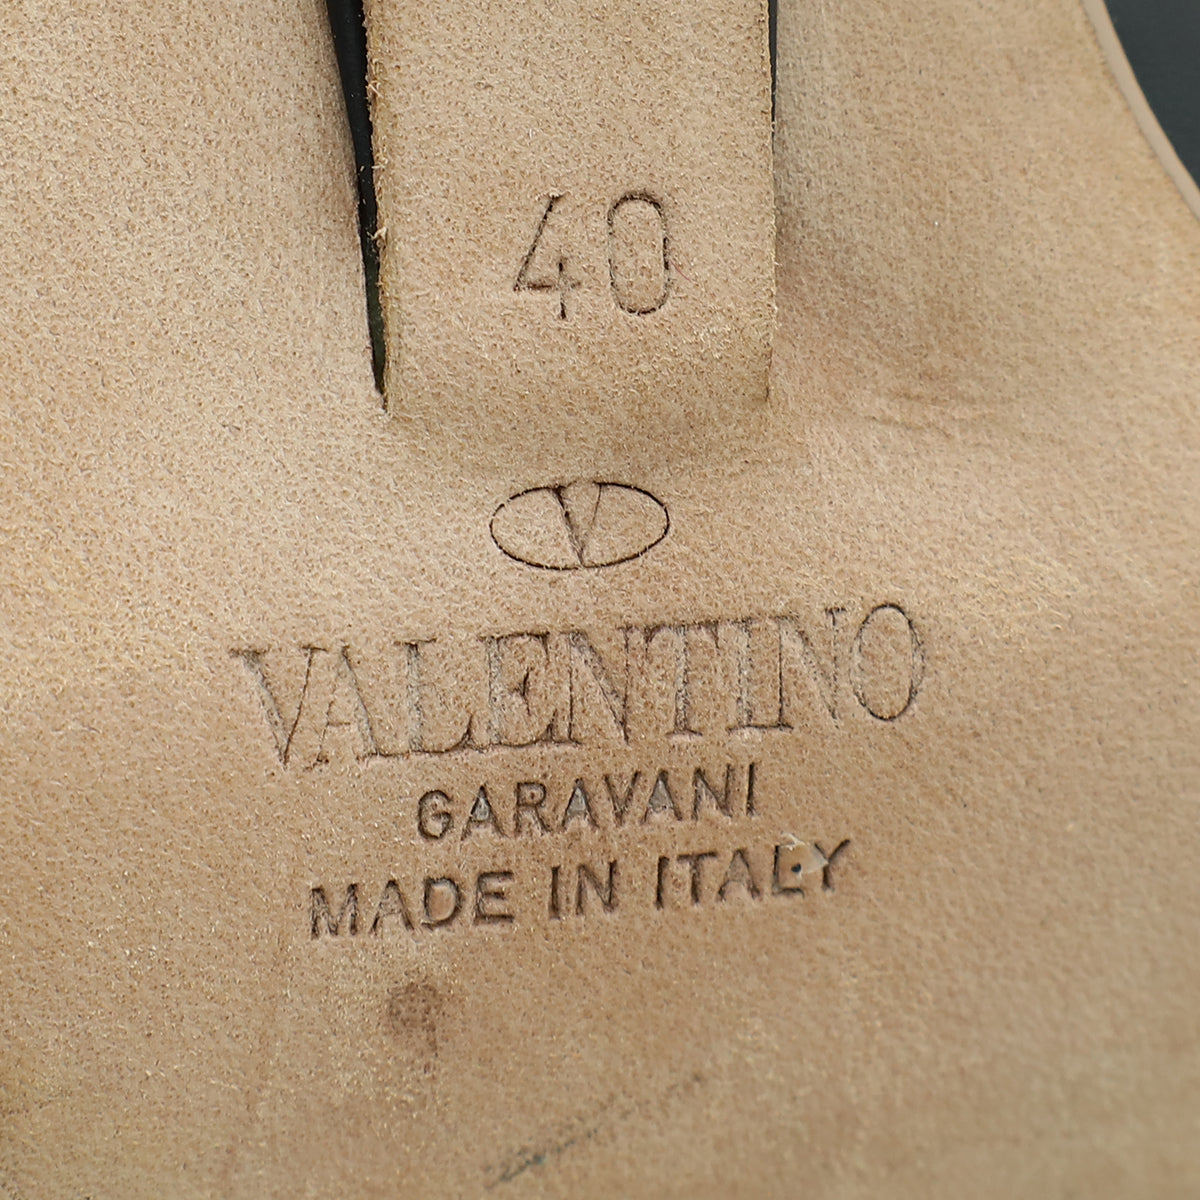 40
V
VALENTINO
GARAVANI
MADE IN ITALY